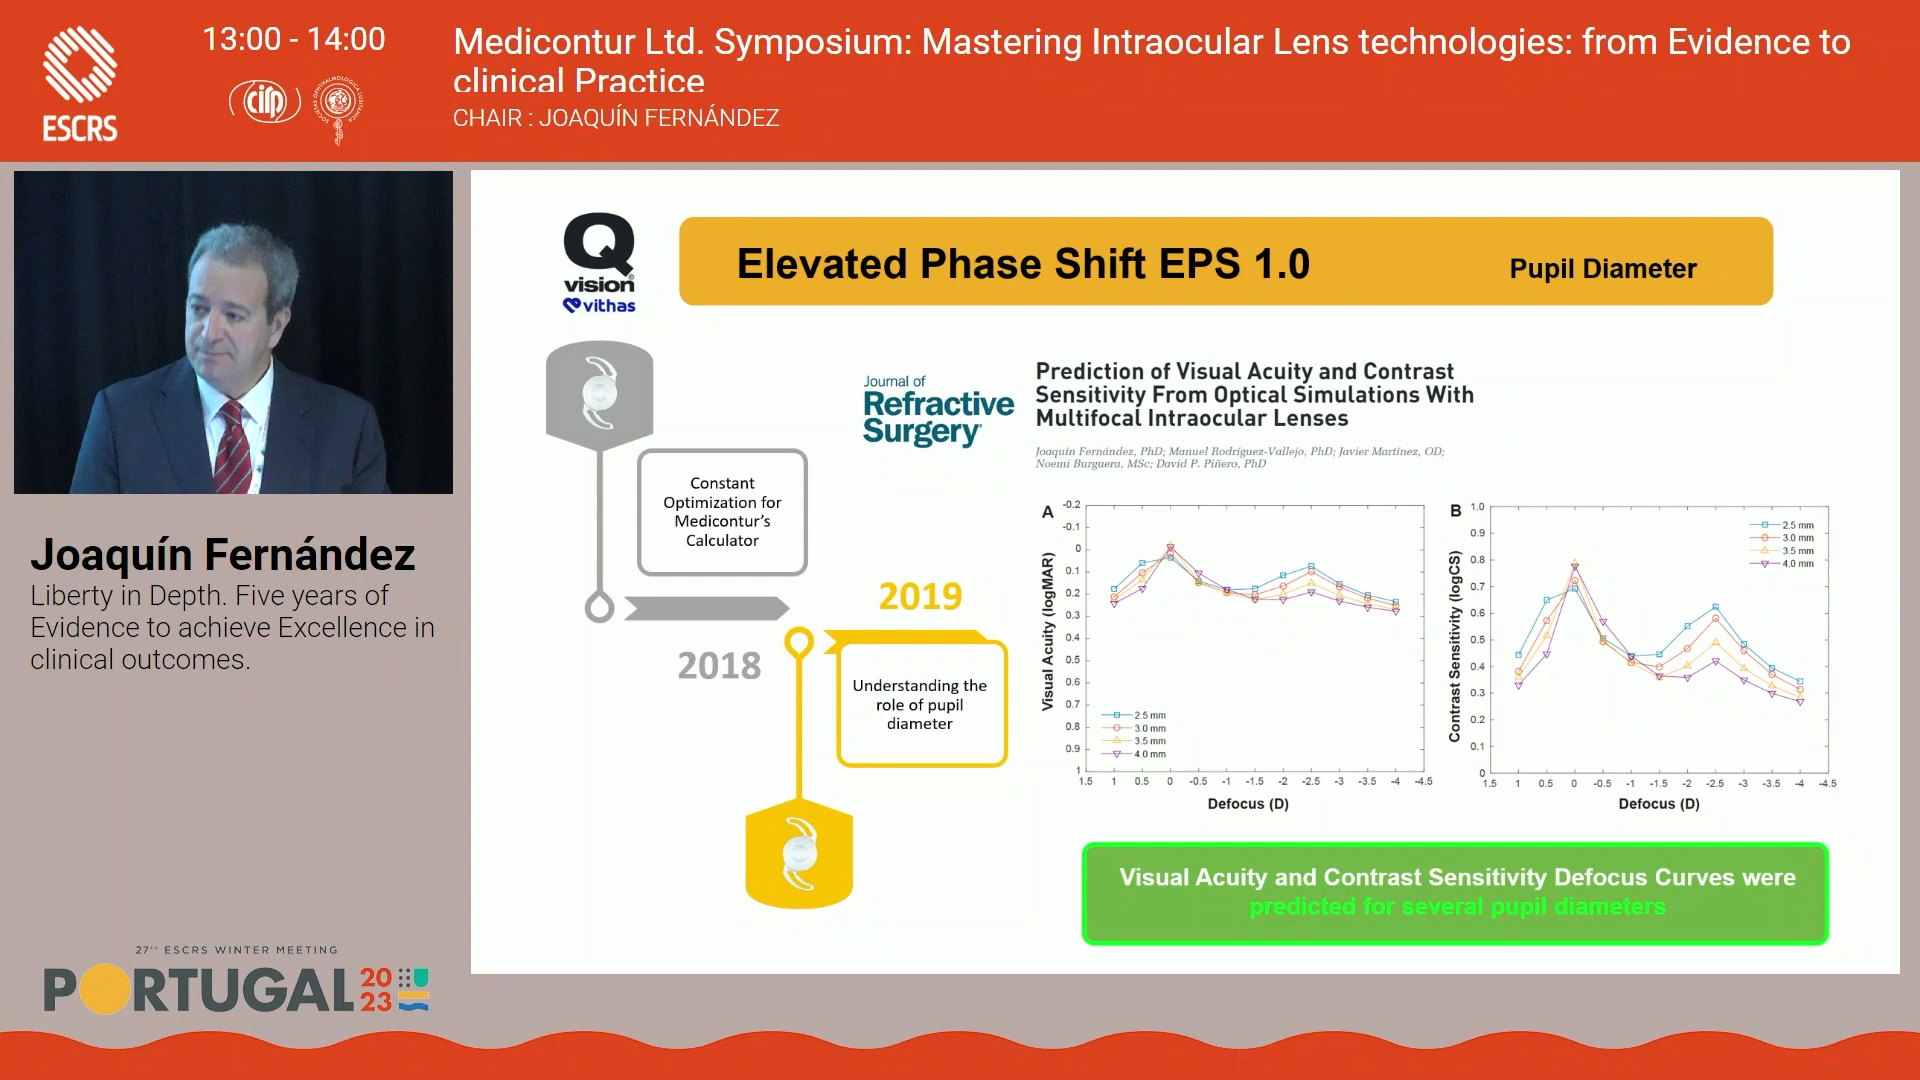 ESCRS
13:00 - 14:00
cirp
SOCIETAS OPHTHALMOLOGICA LUSITANICA
Medicontur Ltd. Symposium: Mastering Intraocular Lens technologies: from Evidence to
clinical Practice
CHAIR : JOAQUÍN FERNÁNDEZ
Joaquín Fernández
Liberty in Depth. Five years of
Evidence to achieve Excellence in
clinical outcomes.
27TH ESCRS WINTER MEETING
PORTUGAL 20
23
Q
vision
vithas
Elevated Phase Shift EPS 1.0
Pupil Diameter
Constant
Optimization for
Medicontur's
Calculator
2018
2019
Understanding the
role of pupil
diameter
Journal of
Refractive
Surgery
Prediction of Visual Acuity and Contrast
Sensitivity From Optical Simulations With
Multifocal Intraocular Lenses
Joaquín Fernández, PhD; Manuel Rodríguez-Vallejo, PhD; Javier Martínez, OD;
Noemi Burguera, MSc; David P. Piñero, PhD
A
Visual Acuity (logMAR)
-0.2
-0.1
0
0.1
0.2
0.3
0.4
0.5
0.6
0.7
0.8
0.9
1
2.5 mm
3.0 mm
3.5 mm
4.0 mm
1.5 1 0.5 0 -0.5 -1 -1.5 -2 -2.5 -3 -3.5 -4 -4.5
Defocus (D)
B
Contrast Sensitivity (logCS)
1.0
0.9
0.8
0.7
0.6
0.5
0.4
0.3
0.2
0.1
0
2.5 mm
3.0 mm
3.5 mm
4.0 mm
1.5 1 0.5 0 -0.5 -1 -1.5 -2 -2.5 -3 -3.5 -4 -4.5
Defocus (D)
Visual Acuity and Contrast Sensitivity Defocus Curves were
predicted for several pupil diameters